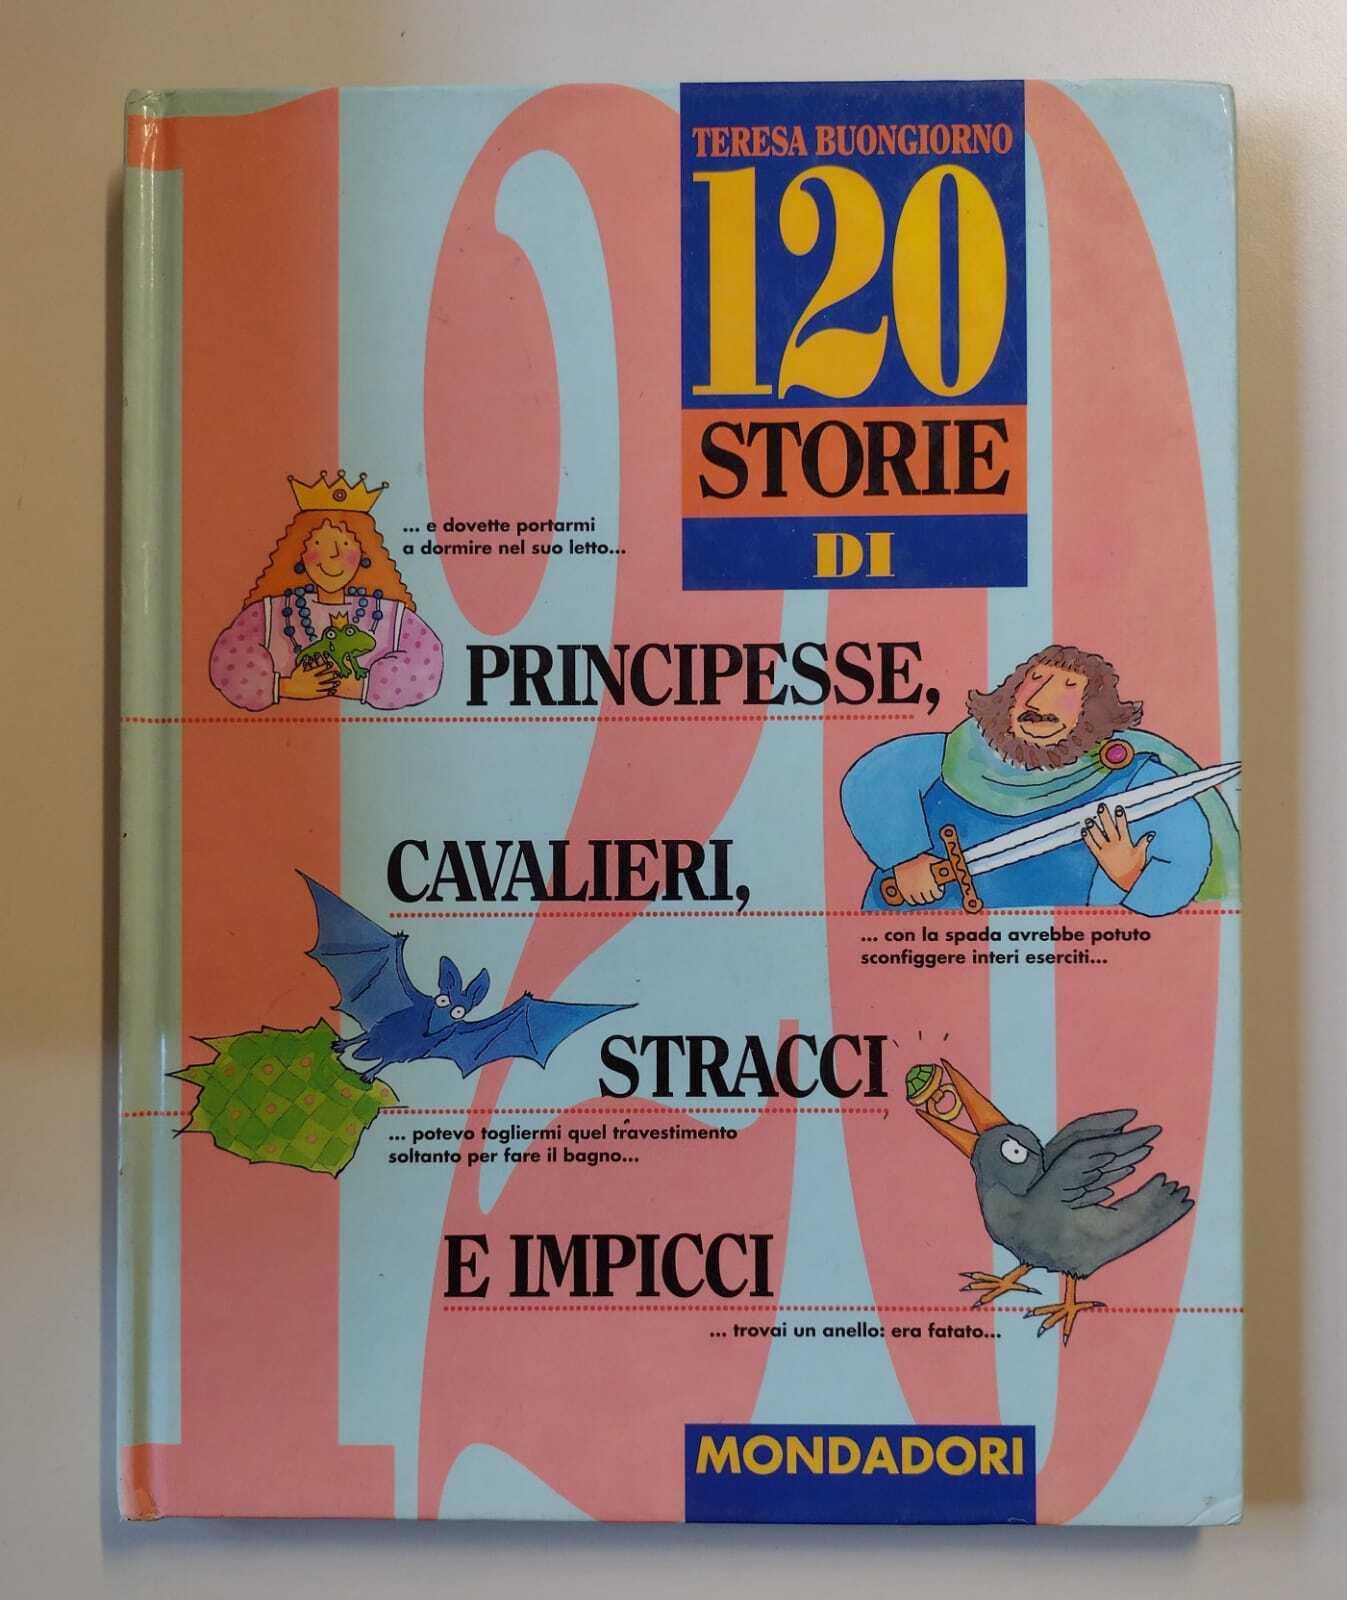 TERESA BUONGIORNO
120
STORIE
DI
... e dovette portarmi
a dormire nel suo letto...
PRINCIPESSE,
CAVALIERI,
... con la spada avrebbe potuto
sconfiggere interi eserciti...
STRACCI
... potevo togliermi quel travestimento
soltanto per fare il bagno...
E IMPICCI
... trovai un anello: era fatato...
MONDADORI
120